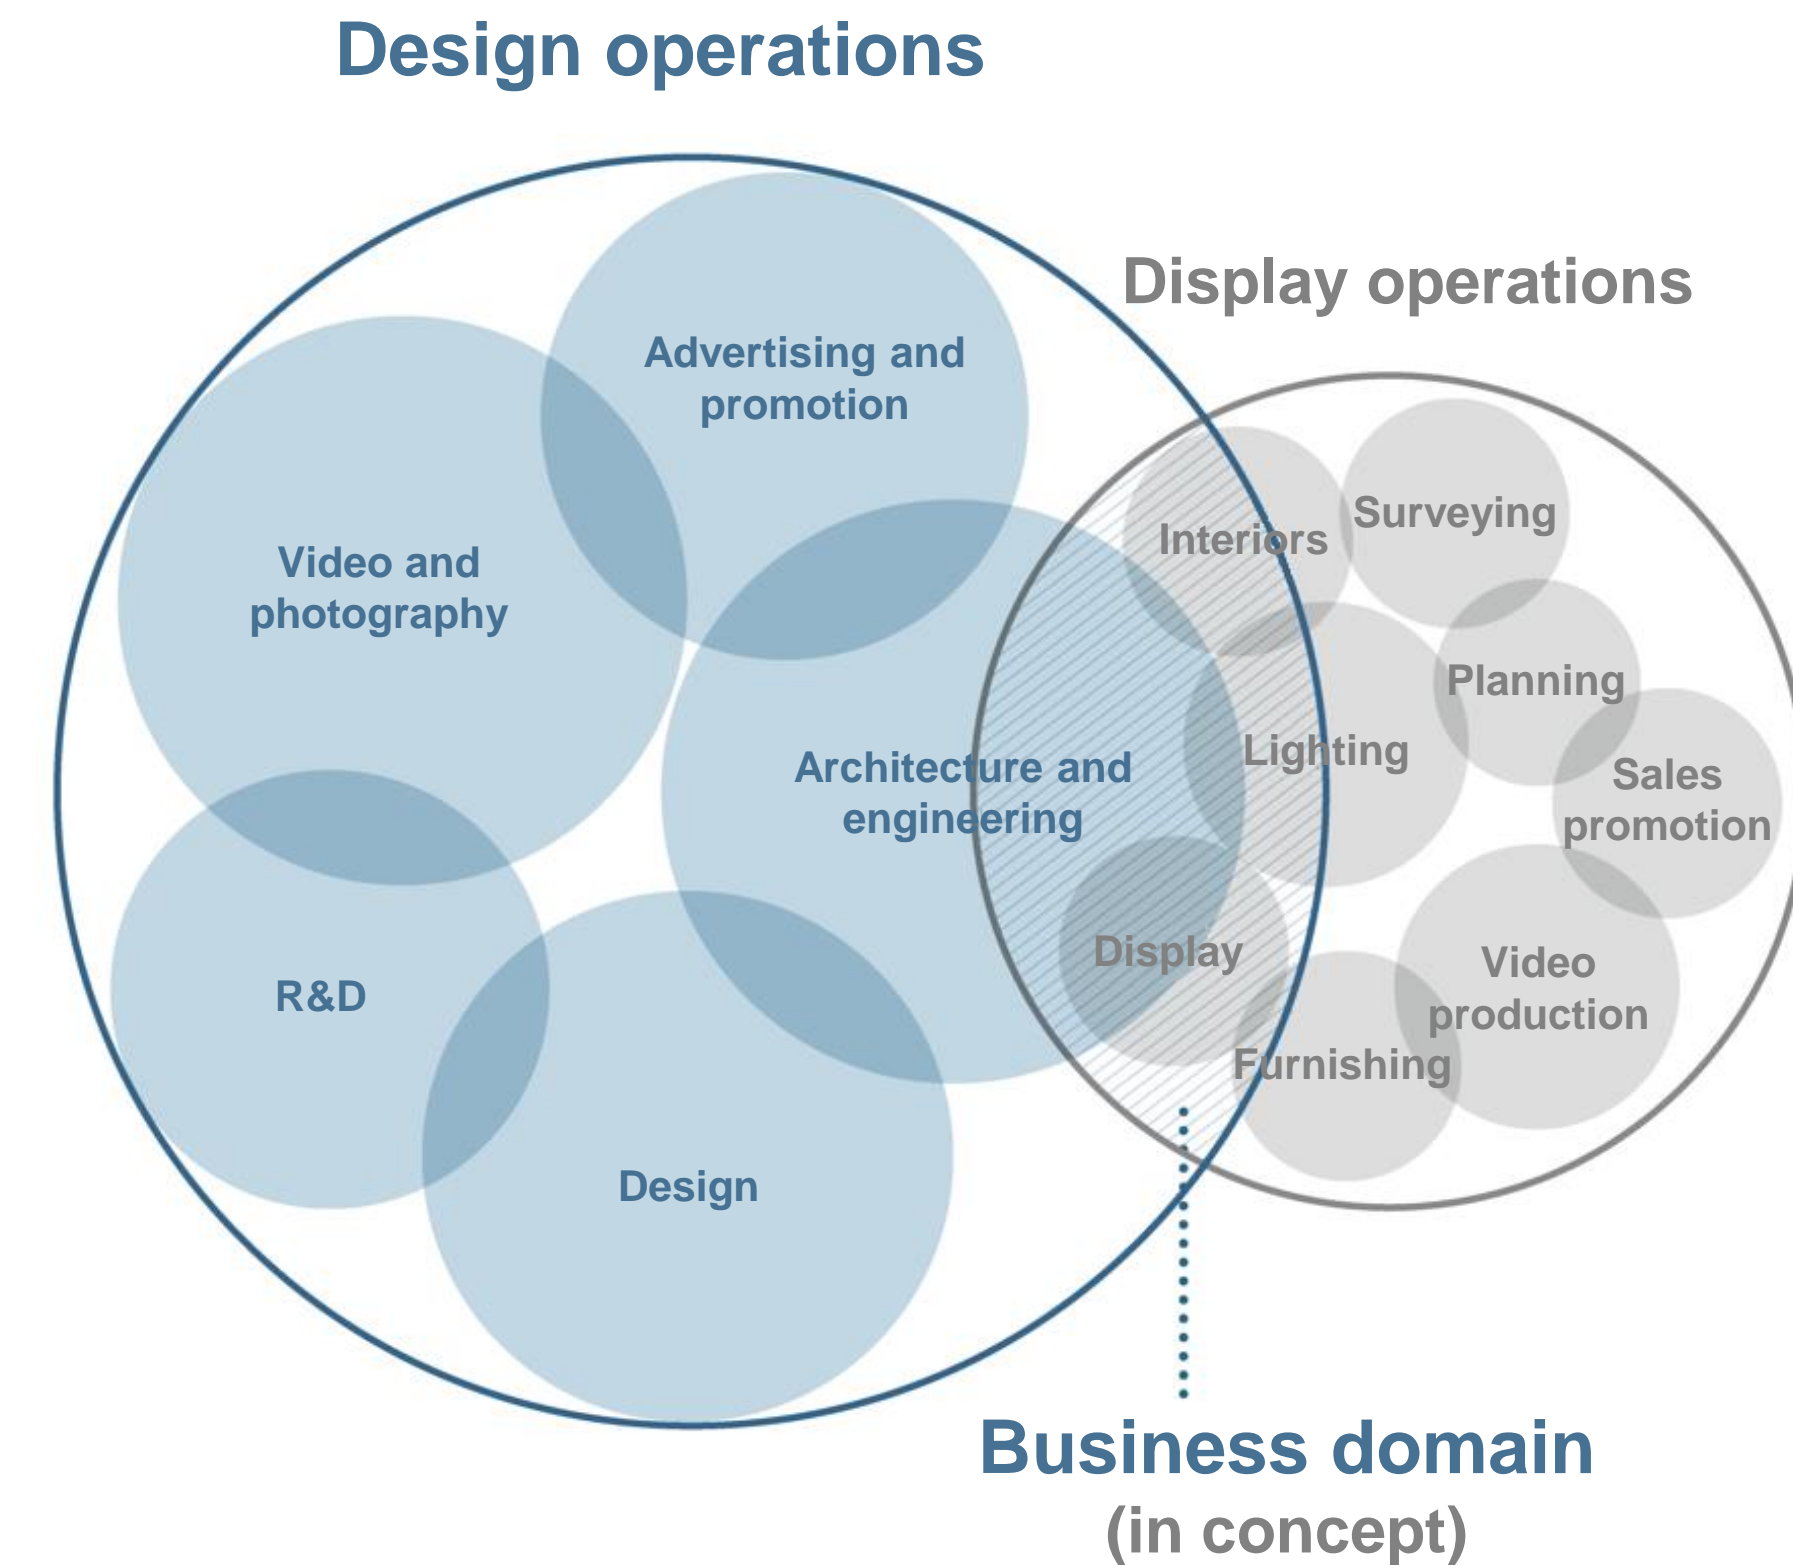 Design operations
Display operations
Advertising and
promotion
Video and
photography
Architecture and
engineering
R&D
Design
Interiors
Surveying
Planning
Lighting
Sales
promotion
Display
Video
production
Furnishing
Business domain
(in concept)